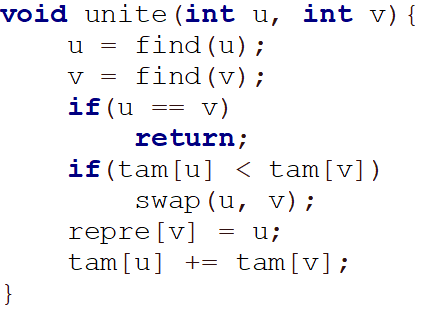 void unite(int u, int v){
    u = find(u);
    v = find(v);
    if(u == v)
        return;
    if(tam[u] < tam[v])
        swap(u, v);
    repre[v] = u;
    tam[u] += tam[v];
}